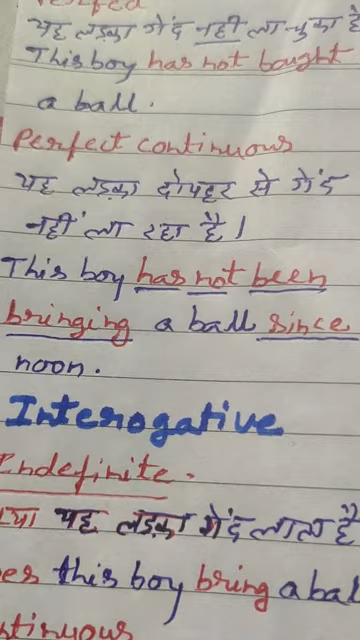 यह लड़का गेंद नहीं ला चुका है
This boy has not bought
a ball.
Perfect continuous
यह लड़का दोपहर से गेंद
नहीं ला रहा है।
This boy has not been
bringing a ball since
noon.
Interogative
Indefinite.
यह लड़का गेंद लाता है
this boy bring a bal